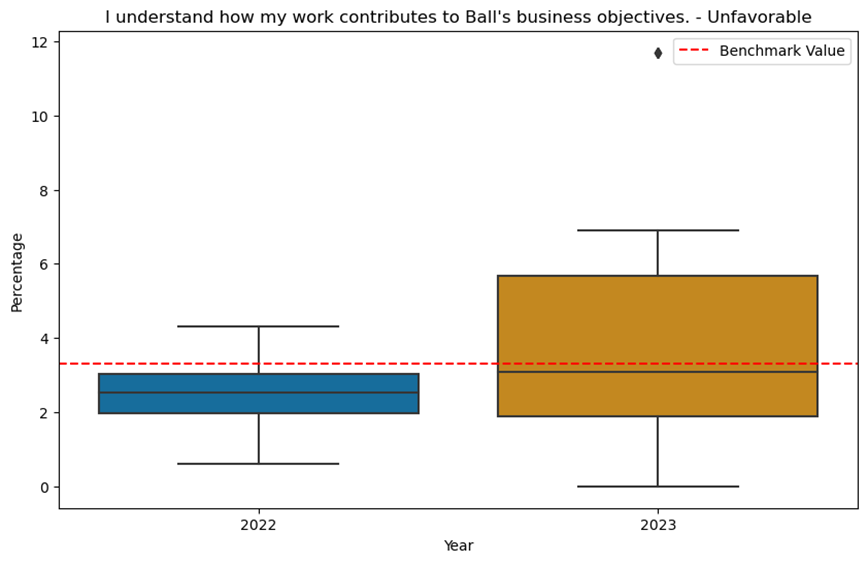 I understand how my work contributes to Ball's business objectives. - Unfavorable
12
Benchmark Value
10
8
6
4
2
0
Percentage
2022
2023
Year